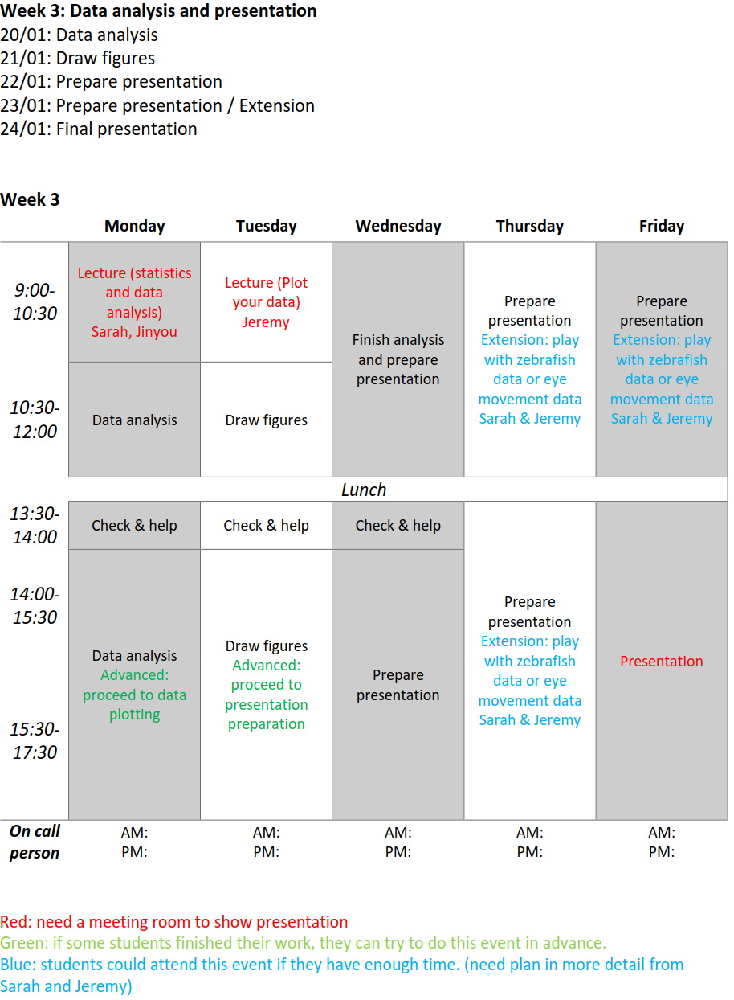 Week 3: Data analysis and presentation
20/01: Data analysis
21/01: Draw figures
22/01: Prepare presentation
23/01: Prepare presentation / Extension
24/01: Final presentation
Week 3
Monday
Tuesday
Wednesday
Thursday
Friday
9:00-
10:30
Lecture (statistics
and data
analysis)
Sarah, Jinyou
Lecture (Plot
your data)
Jeremy
Finish analysis
and prepare
presentation
Prepare
presentation
Extension: play
with zebrafish
data or eye
movement data
Sarah & Jeremy
Prepare
presentation
Extension: play
with zebrafish
data or eye
movement data
Sarah & Jeremy
10:30-
12:00
Data analysis
Draw figures
Lunch
13:30-
14:00
Check & help
Check & help
Check & help
14:00-
15:30
Data analysis
Advanced:
proceed to data
plotting
Draw figures
Advanced:
proceed to
presentation
preparation
Prepare
presentation
Prepare
presentation
Extension: play
with zebrafish
data or eye
movement data
Sarah & Jeremy
Presentation
15:30-
17:30
On call
person
AM:
PM:
AM:
PM:
AM:
PM:
AM:
PM:
AM:
PM:
Red: need a meeting room to show presentation
Green: if some students finished their work, they can try to do this event in advance.
Blue: students could attend this event if they have enough time. (need plan in more detail from
Sarah and Jeremy)